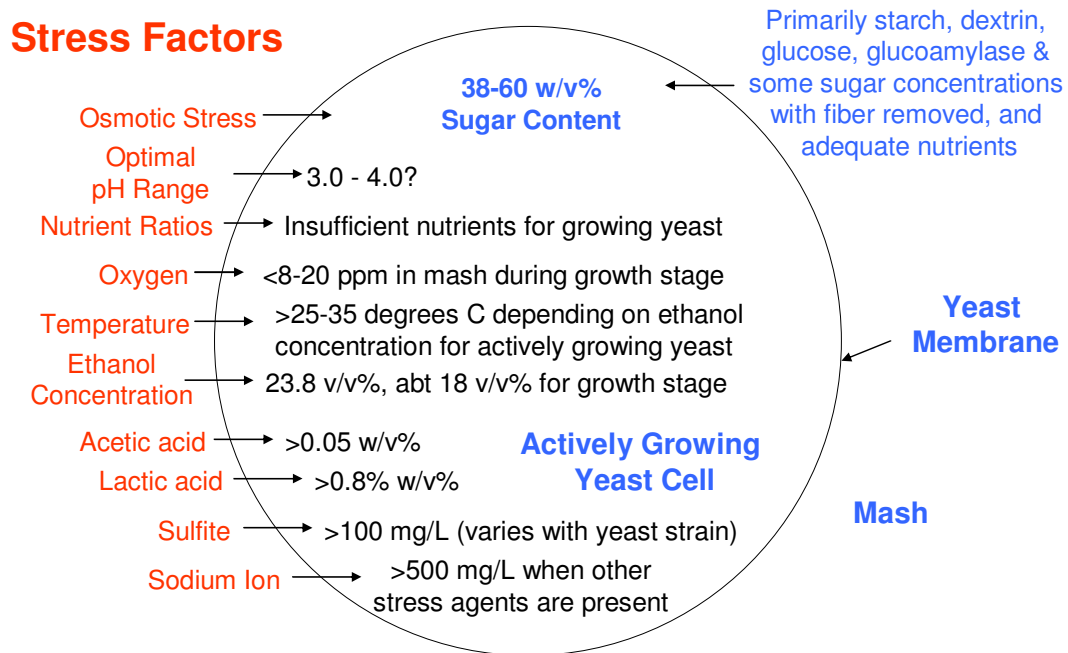 Stress Factors
Primarily starch, dextrin,
glucose, glucoamylase &
some sugar concentrations
with fiber removed, and
adequate nutrients
38-60 w/v%
Sugar Content
Osmotic Stress
Optimal
pH Range
3.0 - 4.0?
Nutrient Ratios
Insufficient nutrients for growing yeast
Oxygen
<8-20 ppm in mash during growth stage
Temperature
>25-35 degrees C depending on ethanol
concentration for actively growing yeast
Yeast
Membrane
Ethanol
Concentration
23.8 v/v%, abt 18 v/v% for growth stage
Acetic acid
>0.05 w/v%
Lactic acid
>0.8% w/v%
Actively Growing
Yeast Cell
Mash
Sulfite
>100 mg/L (varies with yeast strain)
Sodium Ion
>500 mg/L when other
stress agents are present